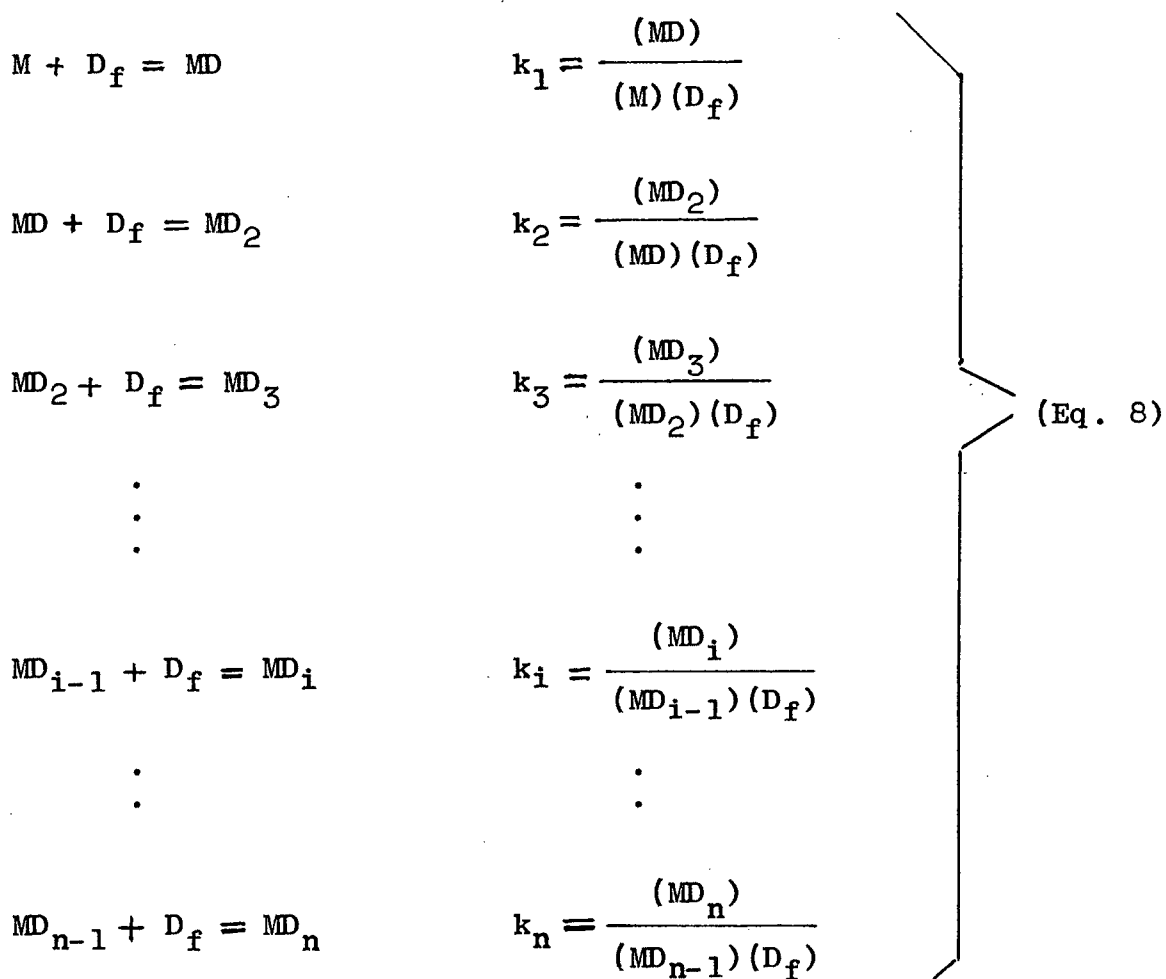 M + D_f = MD    k_1 = (MD) / (M)(D_f)
MD + D_f = MD_2    k_2 = (MD_2) / (MD)(D_f)
MD_2 + D_f = MD_3    k_3 = (MD_3) / (MD_2)(D_f)    (Eq. 8)
⋮    ⋮
MD_{i-1} + D_f = MD_i    k_i = (MD_i) / (MD_{i-1})(D_f)
⋮    ⋮
MD_{n-1} + D_f = MD_n    k_n = (MD_n) / (MD_{n-1})(D_f)